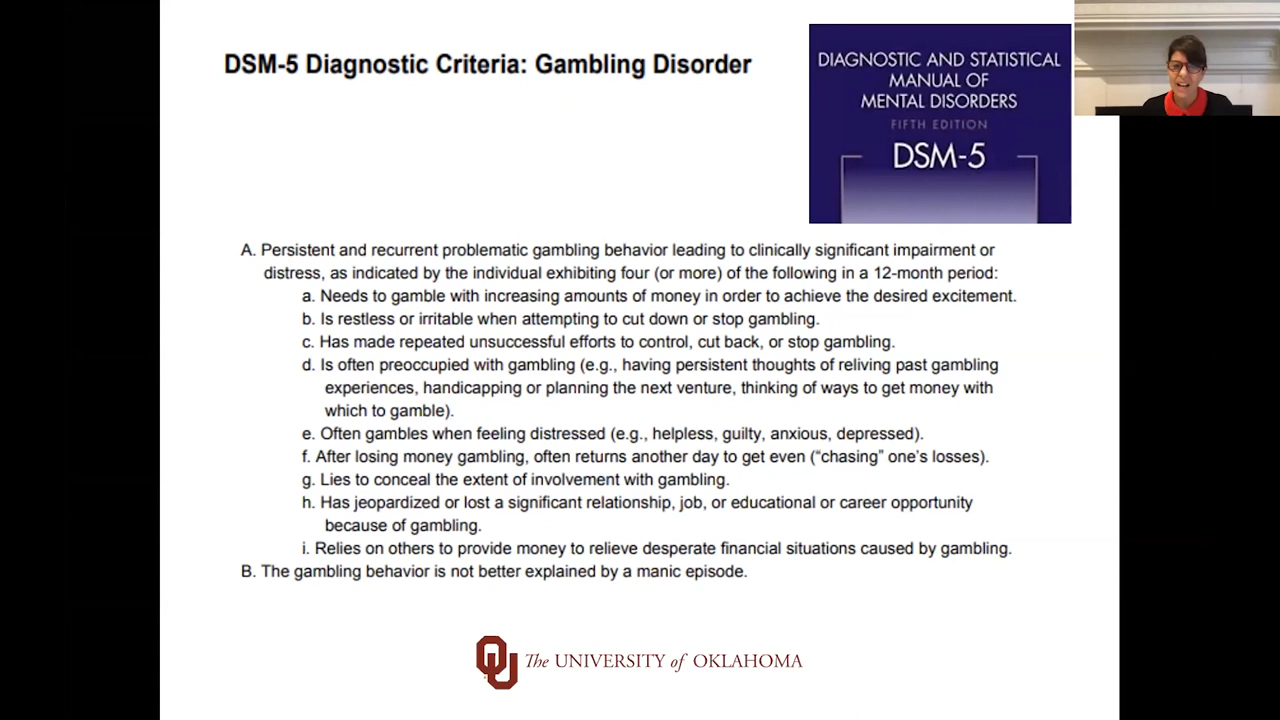 DSM-5 Diagnostic Criteria: Gambling Disorder
DIAGNOSTIC AND STATISTICAL
MANUAL OF
MENTAL DISORDERS
FIFTH EDITION
DSM-5
A. Persistent and recurrent problematic gambling behavior leading to clinically significant impairment or
distress, as indicated by the individual exhibiting four (or more) of the following in a 12-month period:
a. Needs to gamble with increasing amounts of money in order to achieve the desired excitement.
b. Is restless or irritable when attempting to cut down or stop gambling.
c. Has made repeated unsuccessful efforts to control, cut back, or stop gambling.
d. Is often preoccupied with gambling (e.g., having persistent thoughts of reliving past gambling
experiences, handicapping or planning the next venture, thinking of ways to get money with
which to gamble).
e. Often gambles when feeling distressed (e.g., helpless, guilty, anxious, depressed).
f. After losing money gambling, often returns another day to get even (“chasing” one’s losses).
g. Lies to conceal the extent of involvement with gambling.
h. Has jeopardized or lost a significant relationship, job, or educational or career opportunity
because of gambling.
i. Relies on others to provide money to relieve desperate financial situations caused by gambling.
B. The gambling behavior is not better explained by a manic episode.
OU The UNIVERSITY of OKLAHOMA